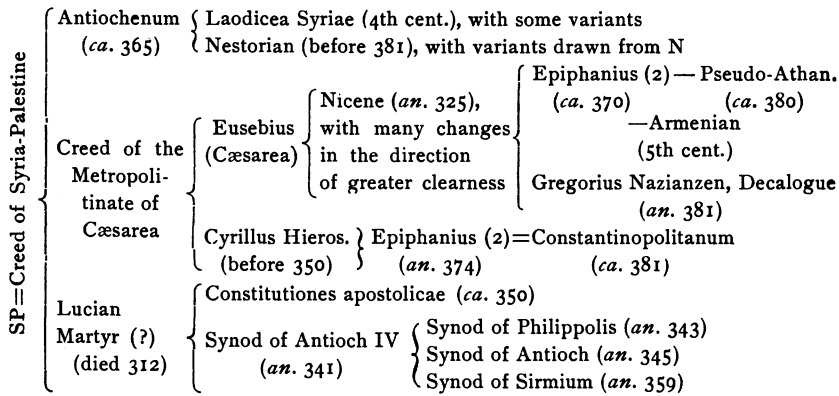 SP=Creed of Syria-Palestine
Antiochenum
(ca. 365)
Laodicea Syriae (4th cent.), with some variants
Nestorian (before 381), with variants drawn from N
Creed of the
Metropoli-
tinate of
Cæsarea
Eusebius
(Cæsarea)
Nicene (an. 325),
with many changes
in the direction
of greater clearness
Epiphanius (2) — Pseudo-Athan.
(ca. 370) (ca. 380)
—Armenian
(5th cent.)
Gregorius Nazianzen, Decalogue
(an. 381)
Cyrillus Hieros.
(before 350)
Epiphanius (2)=Constantinopolitanum
(an. 374) (ca. 381)
Lucian
Martyr (?)
(died 312)
Constitutiones apostolicae (ca. 350)
Synod of Antioch IV
(an. 341)
Synod of Philippolis (an. 343)
Synod of Antioch (an. 345)
Synod of Sirmium (an. 359)